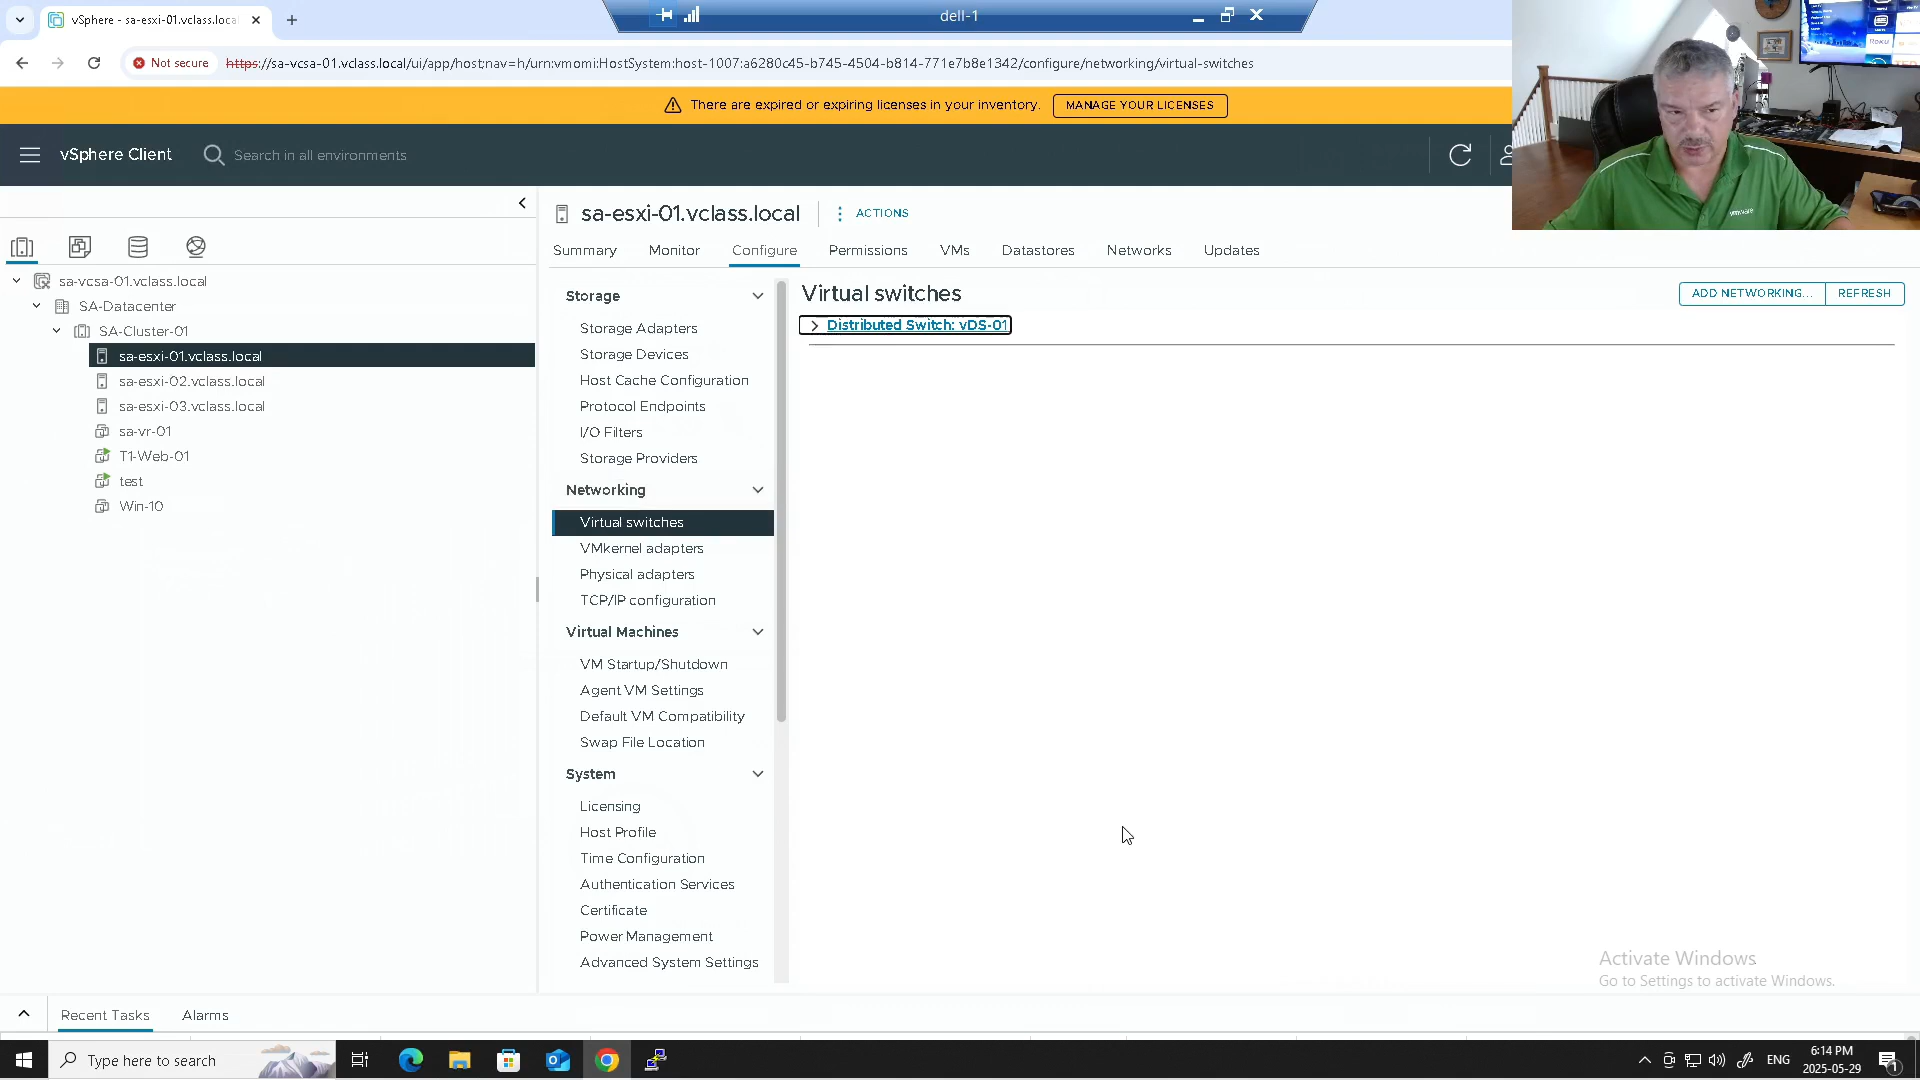 vSphere - sa-esxi-01.vclass.loca
dell-1
Not secure
https://sa-vcsa-01.vclass.local/ui/app/host;nav=h/urn:vmomi:HostSystem:host-1007:a6280c45-b745-4504-b814-771e7b8e1342/configure/networking/virtual-switches
There are expired or expiring licenses in your inventory.
MANAGE YOUR LICENSES
vSphere Client
Search in all environments
sa-vcsa-01.vclass.local
SA-Datacenter
SA-Cluster-01
sa-esxi-01.vclass.local
sa-esxi-02.vclass.local
sa-esxi-03.vclass.local
sa-vr-01
T1-Web-01
test
Win-10
sa-esxi-01.vclass.local
ACTIONS
Summary
Monitor
Configure
Permissions
VMs
Datastores
Networks
Updates
Storage
Storage Adapters
Storage Devices
Host Cache Configuration
Protocol Endpoints
I/O Filters
Storage Providers
Networking
Virtual switches
VMkernel adapters
Physical adapters
TCP/IP configuration
Virtual Machines
VM Startup/Shutdown
Agent VM Settings
Default VM Compatibility
Swap File Location
System
Licensing
Host Profile
Time Configuration
Authentication Services
Certificate
Power Management
Advanced System Settings
Virtual switches
ADD NETWORKING...
REFRESH
Distributed Switch: vDS-01
vmware
Activate Windows
Go to Settings to activate Windows.
Recent Tasks
Alarms
Type here to search
ENG
6:14 PM
2025-05-29
1